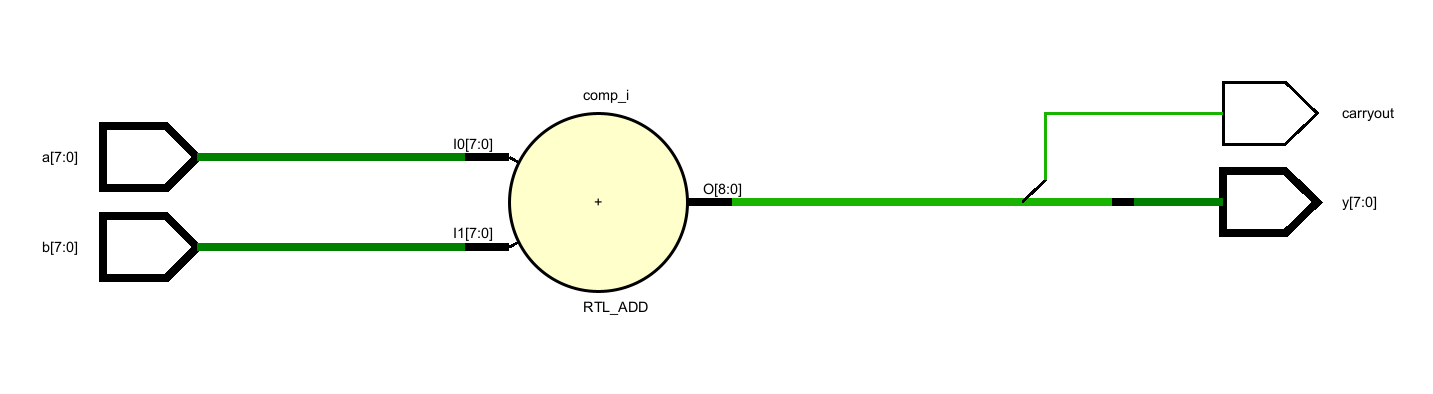 comp_i
carryout
I0[7:0]
a[7:0]
O[8:0]
+
y[7:0]
I1[7:0]
b[7:0]
RTL_ADD